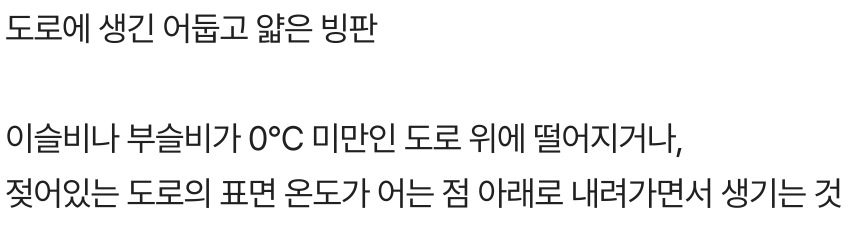 도로에 생긴 어둡고 얇은 빙판
이슬비나 부슬비가 0℃ 미만인 도로 위에 떨어지거나,
젖어있는 도로의 표면 온도가 어는 점 아래로 내려가면서 생기는 것